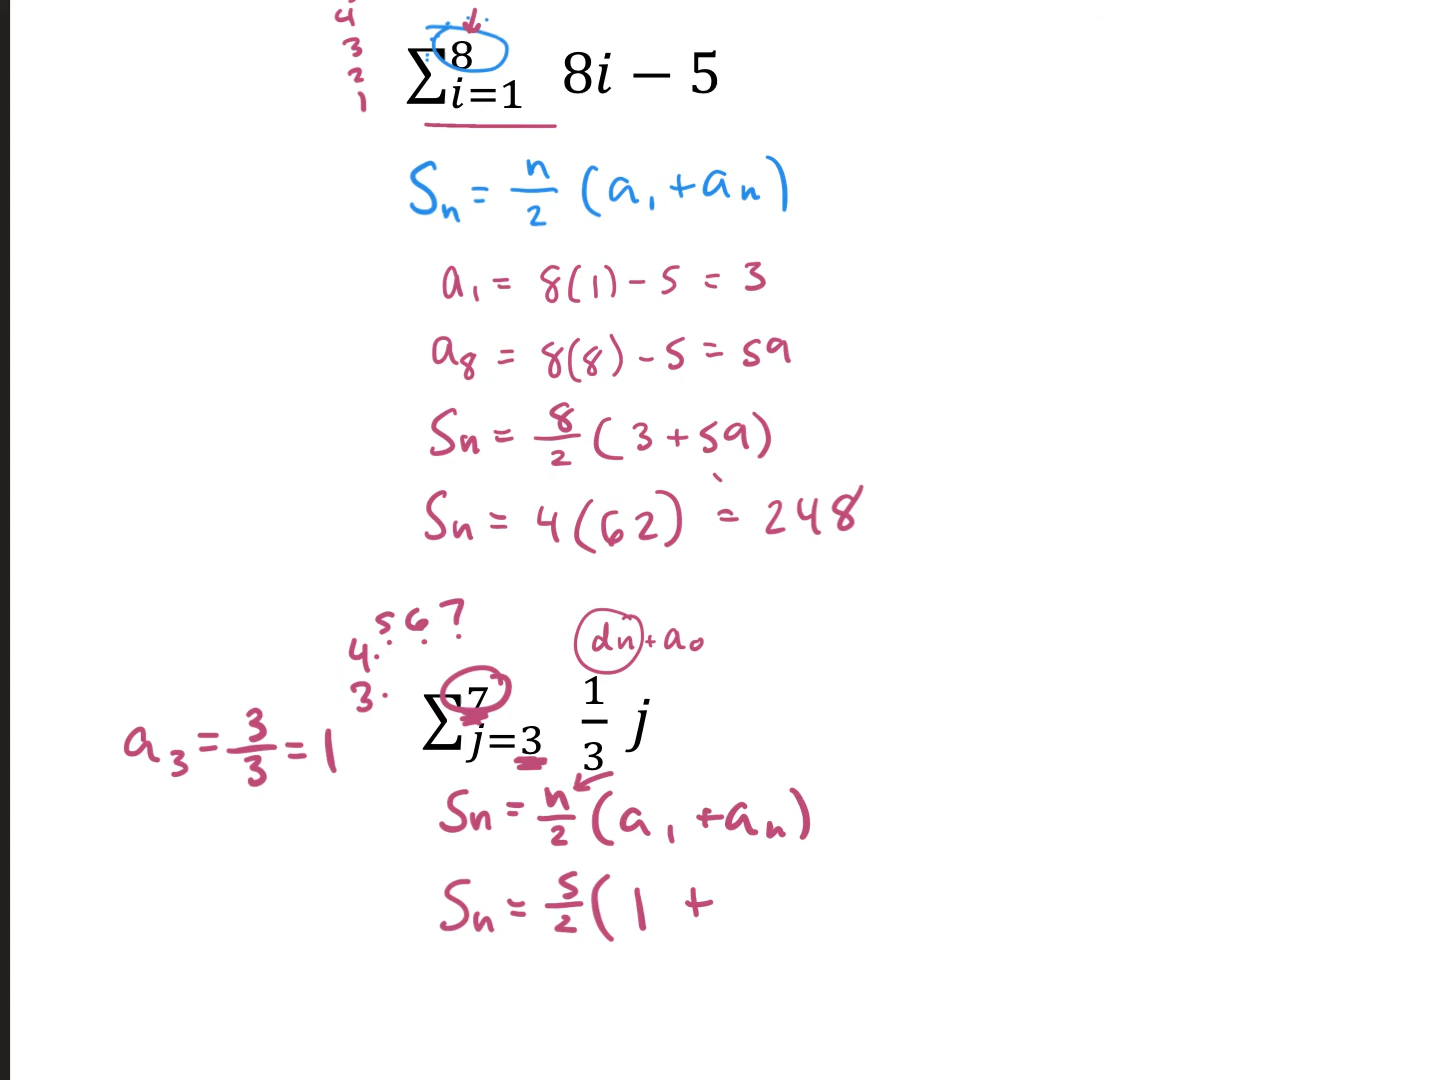 4
3
2
1
∑_{i=1}^{8} 8i − 5
Sn = n/2 (a₁ + aₙ)
a₁ = 8(1) - 5 = 3
a₈ = 8(8) - 5 = 59
Sn = 8/2 (3 + 59)
Sn = 4(62) = 248
3. 4. 5 6 7
dn + a₀
∑_{j=3}^{7} 1/3 j
a₃ = 3/3 = 1
Sn = n/2 (a₁ + aₙ)
Sn = 5/2 (1 +